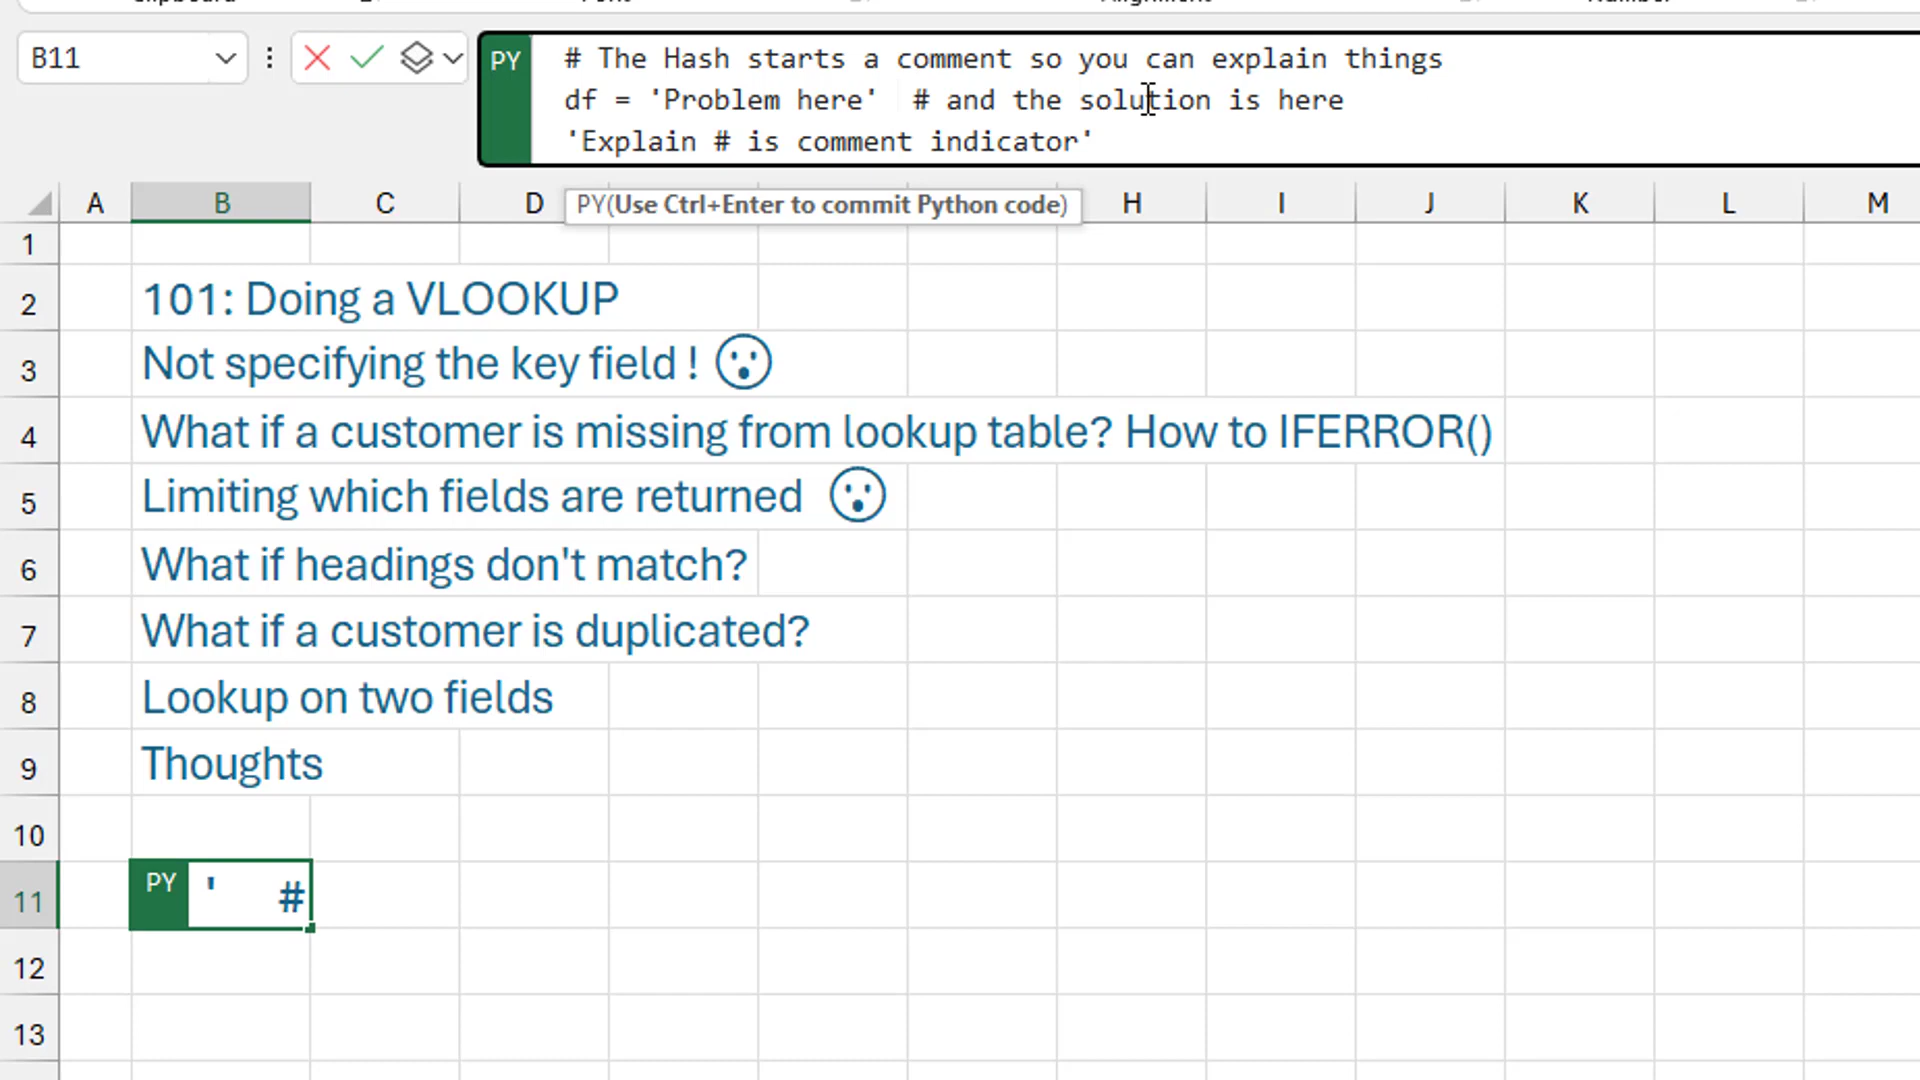 B11
PY
# The Hash starts a comment so you can explain things
df = 'Problem here' # and the solution is here
'Explain # is comment indicator'
PY(Use Ctrl+Enter to commit Python code)
A B C D H I J K L M
1
2 101: Doing a VLOOKUP
3 Not specifying the key field !
4 What if a customer is missing from lookup table? How to IFERROR()
5 Limiting which fields are returned
6 What if headings don't match?
7 What if a customer is duplicated?
8 Lookup on two fields
9 Thoughts
10
11 PY ' #
12
13